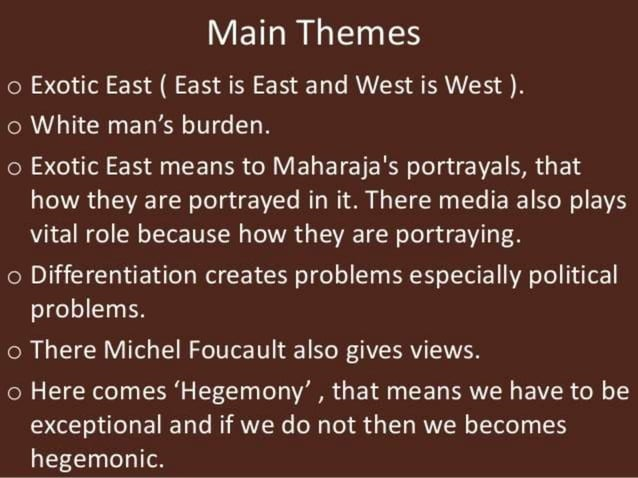 Main Themes
o Exotic East ( East is East and West is West ).
o White man's burden.
o Exotic East means to Maharaja's portrayals, that
how they are portrayed in it. There media also plays
vital role because how they are portraying.
o Differentiation creates problems especially political
problems.
o There Michel Foucault also gives views.
o Here comes ‘Hegemony’ , that means we have to be
exceptional and if we do not then we becomes
hegemonic.